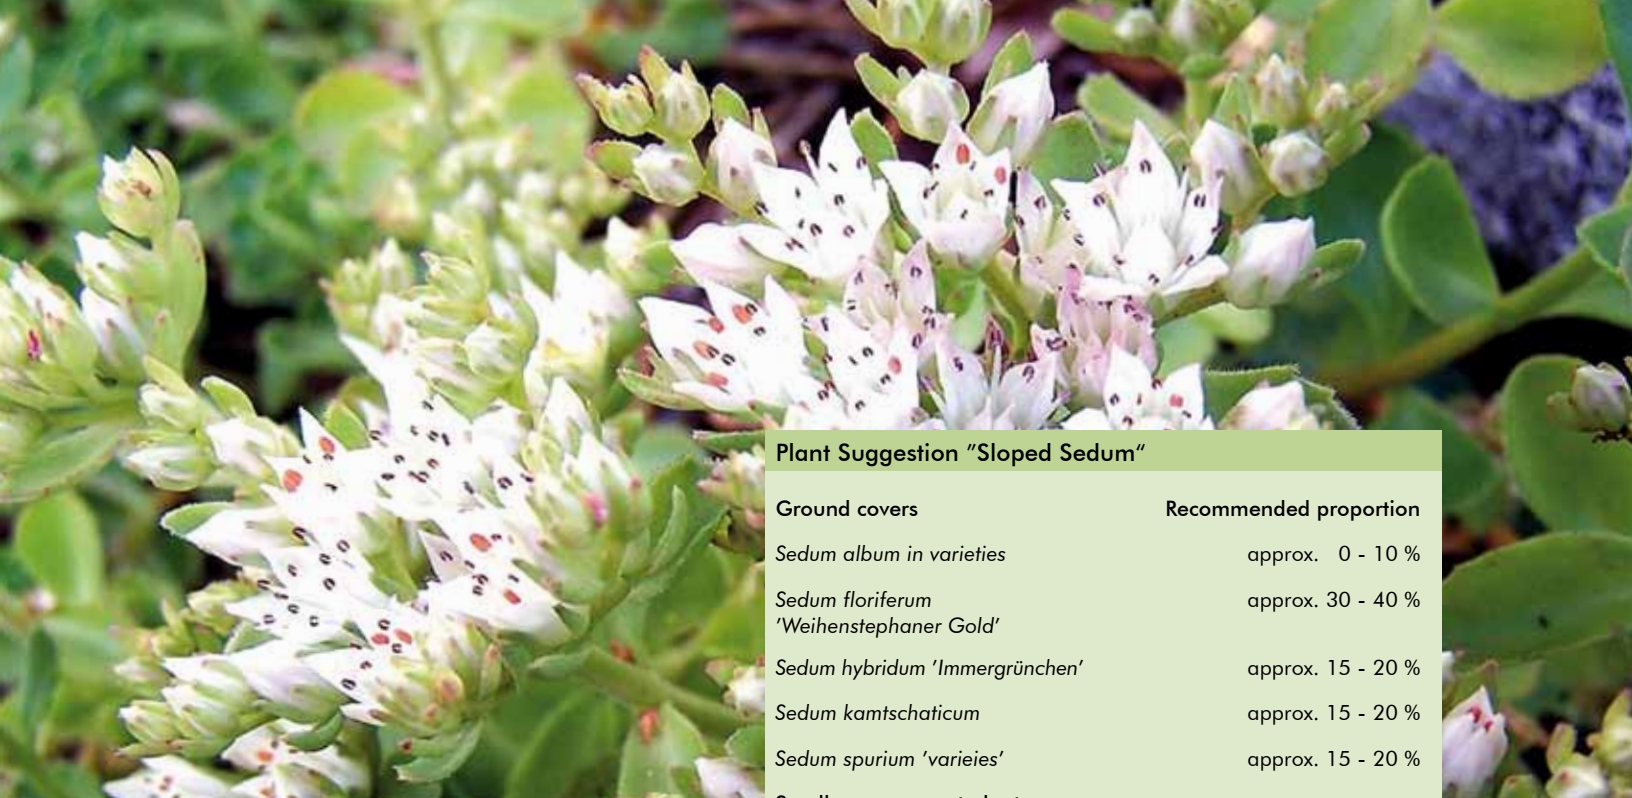 Plant Suggestion ”Sloped Sedum“
Ground covers Recommended proportion
Sedum album in varieties approx. 0 - 10 %
Sedum floriferum approx. 30 - 40 %
’Weihenstephaner Gold’
Sedum hybridum ’Immergrünchen’ approx. 15 - 20 %
Sedum kamtschaticum approx. 15 - 20 %
Sedum spurium ’varieies’ approx. 15 - 20 %